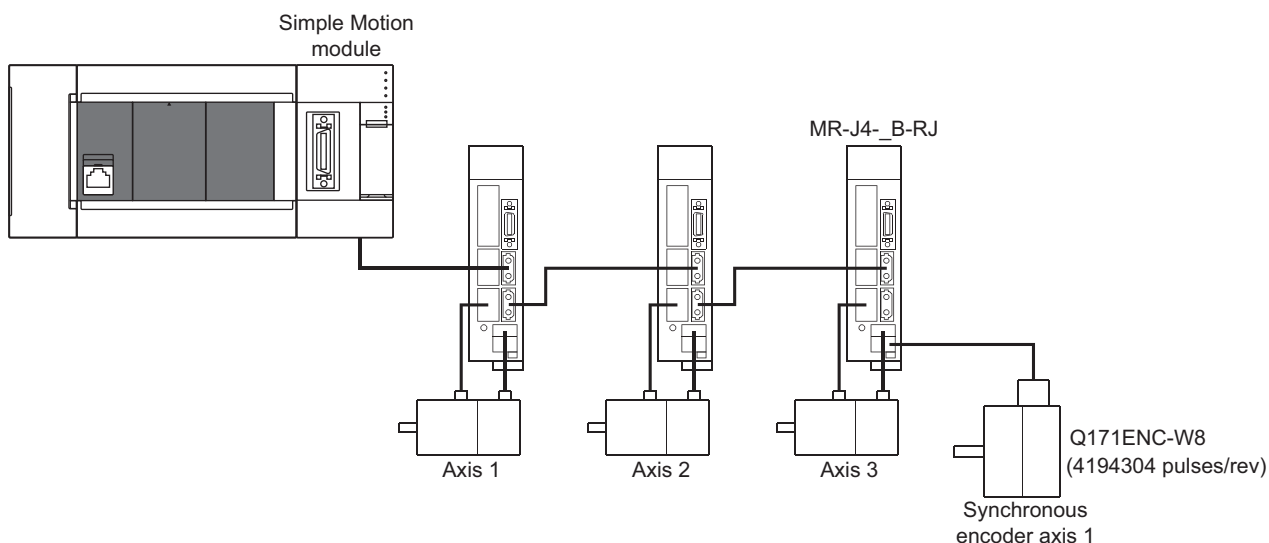 Simple Motion
module
MR-J4-_B-RJ
Axis 1
Axis 2
Axis 3
Q171ENC-W8
(4194304 pulses/rev)
Synchronous
encoder axis 1